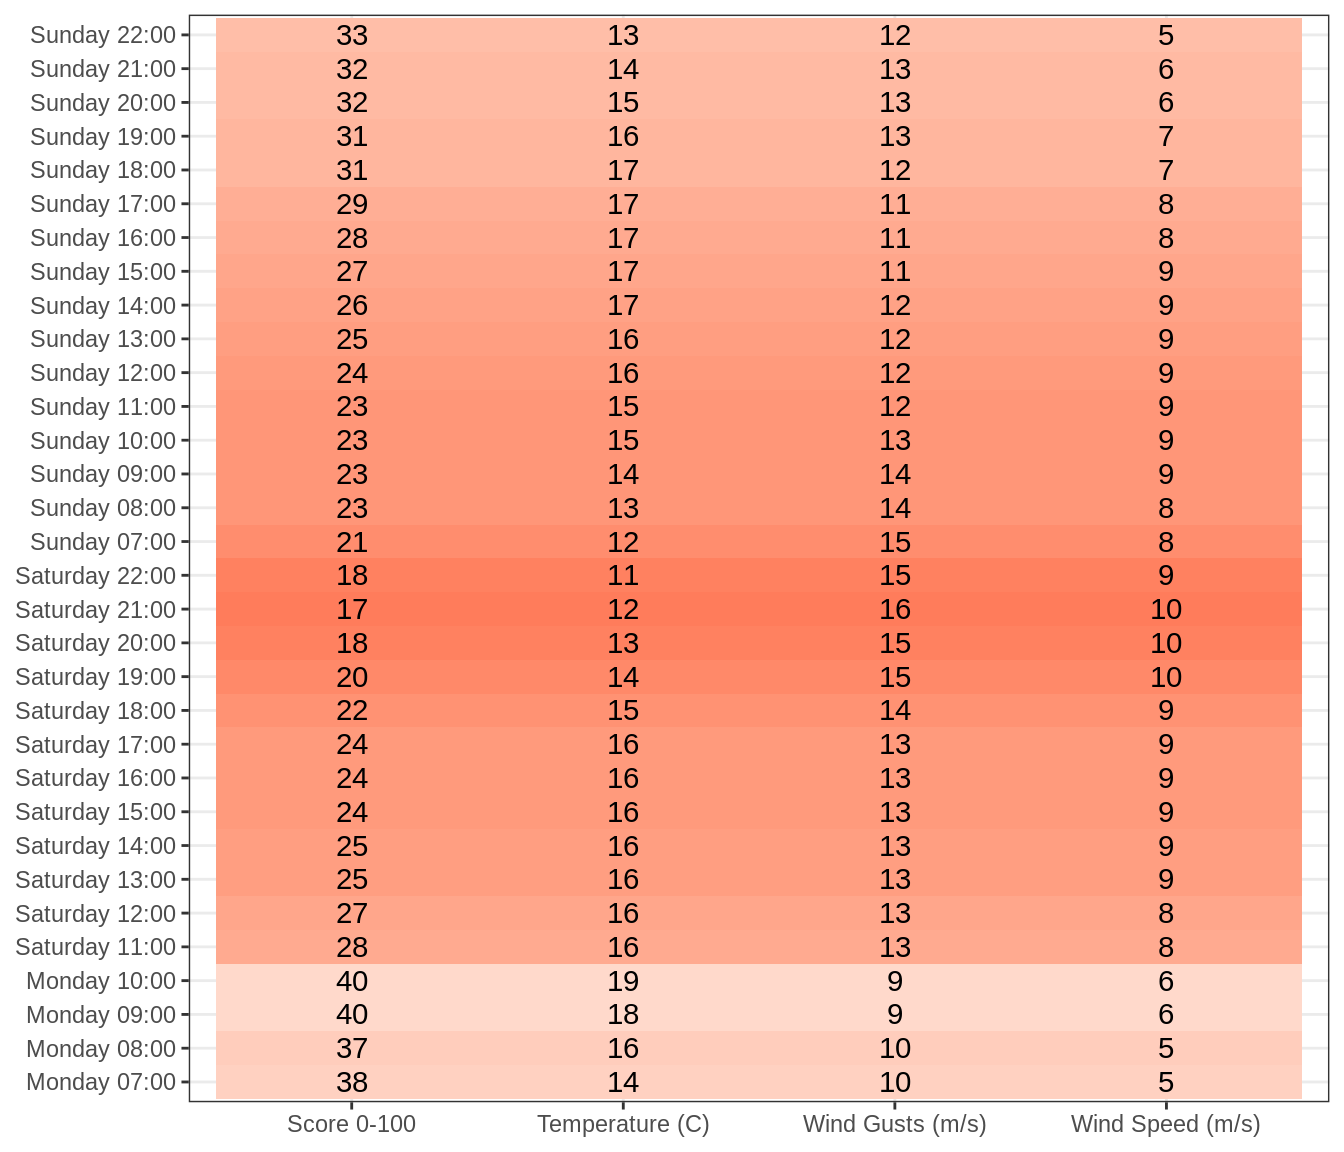 Sunday 22:00 33 13 12 5
Sunday 21:00 32 14 13 6
Sunday 20:00 32 15 13 6
Sunday 19:00 31 16 13 7
Sunday 18:00 31 17 12 7
Sunday 17:00 29 17 11 8
Sunday 16:00 28 17 11 8
Sunday 15:00 27 17 11 9
Sunday 14:00 26 17 12 9
Sunday 13:00 25 16 12 9
Sunday 12:00 24 16 12 9
Sunday 11:00 23 15 12 9
Sunday 10:00 23 15 13 9
Sunday 09:00 23 14 14 9
Sunday 08:00 23 13 14 8
Sunday 07:00 21 12 15 8
Saturday 22:00 18 11 15 9
Saturday 21:00 17 12 16 10
Saturday 20:00 18 13 15 10
Saturday 19:00 20 14 15 10
Saturday 18:00 22 15 14 9
Saturday 17:00 24 16 13 9
Saturday 16:00 24 16 13 9
Saturday 15:00 24 16 13 9
Saturday 14:00 25 16 13 9
Saturday 13:00 25 16 13 9
Saturday 12:00 27 16 13 8
Saturday 11:00 28 16 13 8
Monday 10:00 40 19 9 6
Monday 09:00 40 18 9 6
Monday 08:00 37 16 10 5
Monday 07:00 38 14 10 5
Score 0-100 Temperature (C) Wind Gusts (m/s) Wind Speed (m/s)